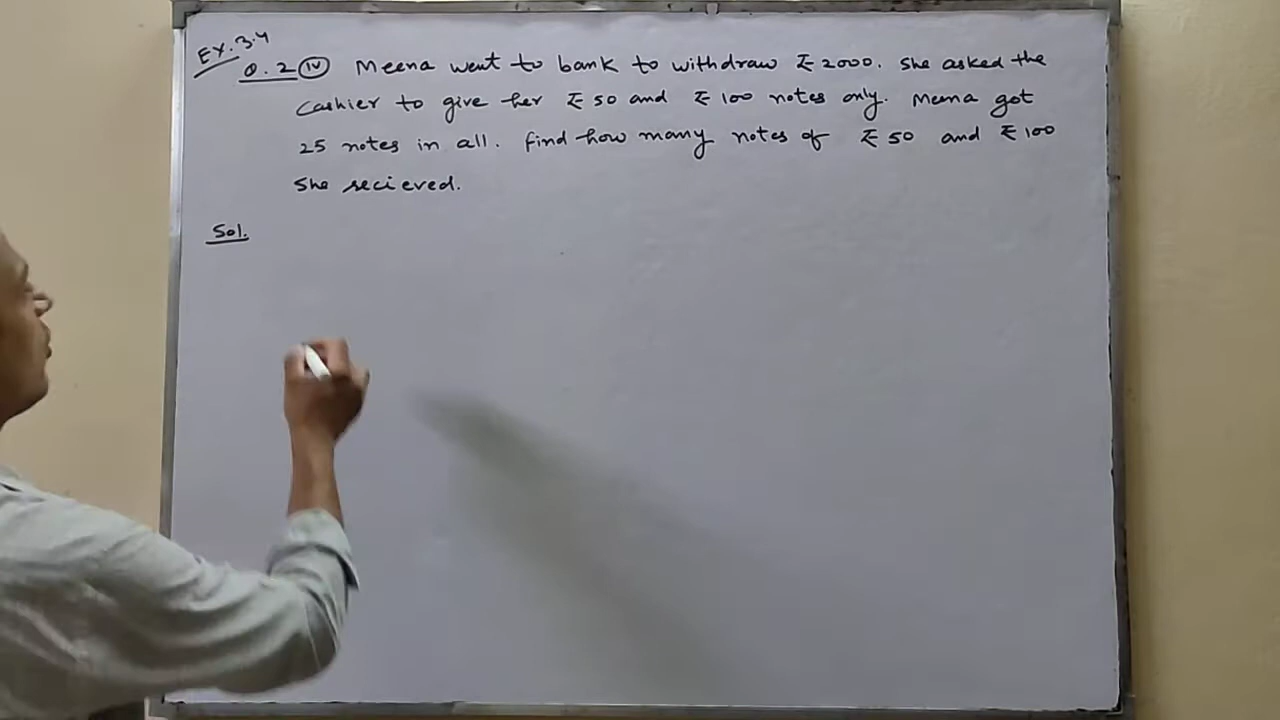 Ex. 3.4
Q. 2 (iv) Meena went to bank to withdraw ₹ 2000. She asked the
Cashier to give her ₹ 50 and ₹ 100 notes only. Meena got
25 notes in all. Find how many notes of ₹ 50 and ₹ 100
She recieved.
Sol.